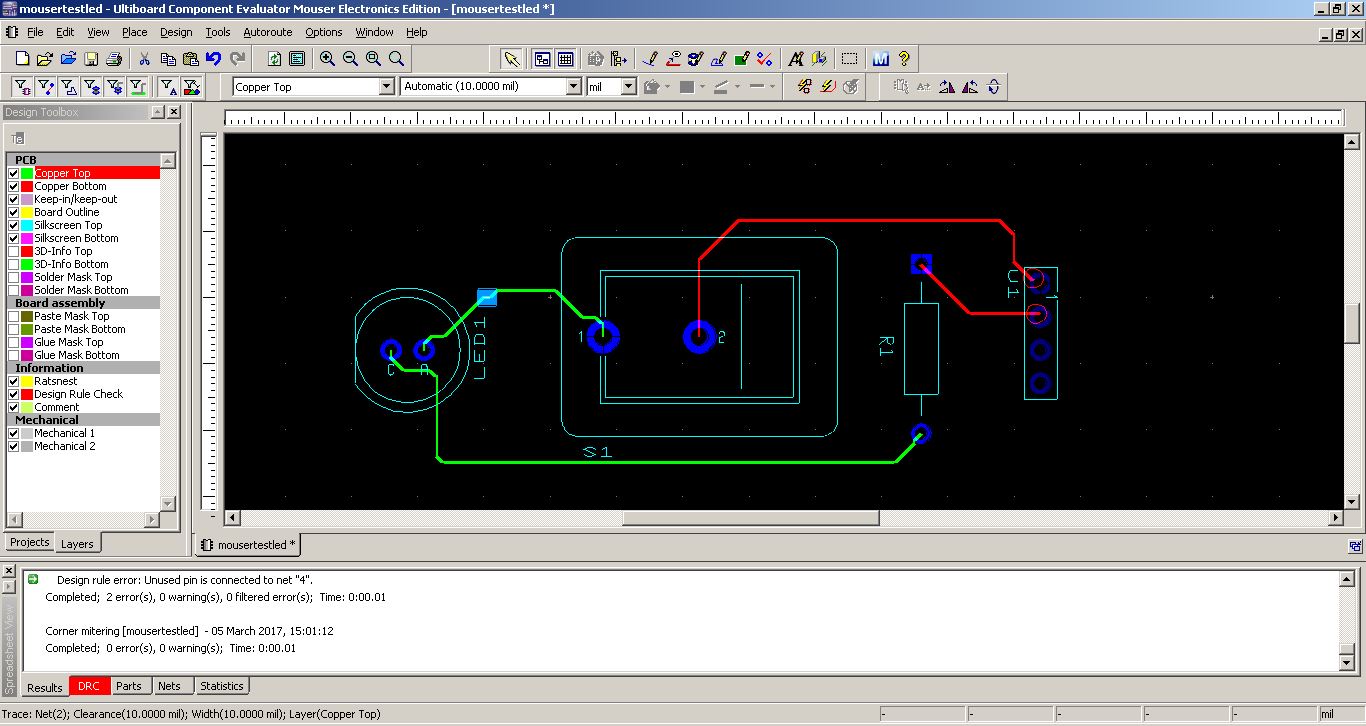 mousertestled - Ultiboard Component Evaluator Mouser Electronics Edition - [mousertestled *]
File Edit View Place Design Tools Autoroute Options Window Help
Copper Top Automatic (10.0000 mil) mil
Design Toolbox
PCB
Copper Top
Copper Bottom
Keep-in/keep-out
Board Outline
Silkscreen Top
Silkscreen Bottom
3D-Info Top
3D-Info Bottom
Solder Mask Top
Solder Mask Bottom
Board assembly
Paste Mask Top
Paste Mask Bottom
Glue Mask Top
Glue Mask Bottom
Information
Ratsnest
Design Rule Check
Comment
Mechanical
Mechanical 1
Mechanical 2
Projects Layers
C A
LED1
1
2
S1
R1
U1
1
mousertestled *
Design rule error: Unused pin is connected to net "4".
Completed; 2 error(s), 0 warning(s), 0 filtered error(s); Time: 0:00.01
Corner mitering [mousertestled] - 05 March 2017, 15:01:12
Completed; 0 error(s), 0 warning(s); Time: 0:00.01
Spreadsheet View
Results DRC Parts Nets Statistics
Trace: Net(2); Clearance(10.0000 mil); Width(10.0000 mil); Layer(Copper Top) - - - - - mil